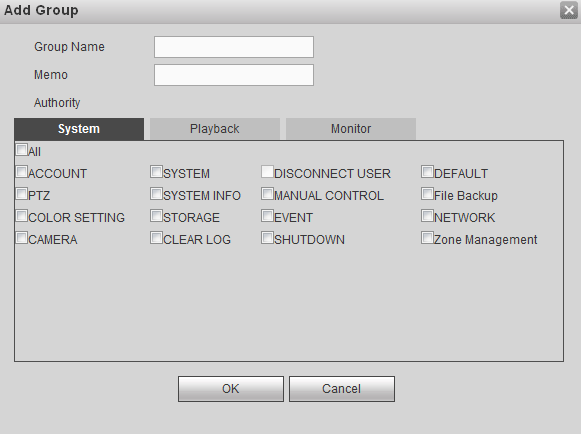 Add Group
Group Name
Memo
Authority
System Playback Monitor
All
ACCOUNT SYSTEM DISCONNECT USER DEFAULT
PTZ SYSTEM INFO MANUAL CONTROL File Backup
COLOR SETTING STORAGE EVENT NETWORK
CAMERA CLEAR LOG SHUTDOWN Zone Management
OK Cancel